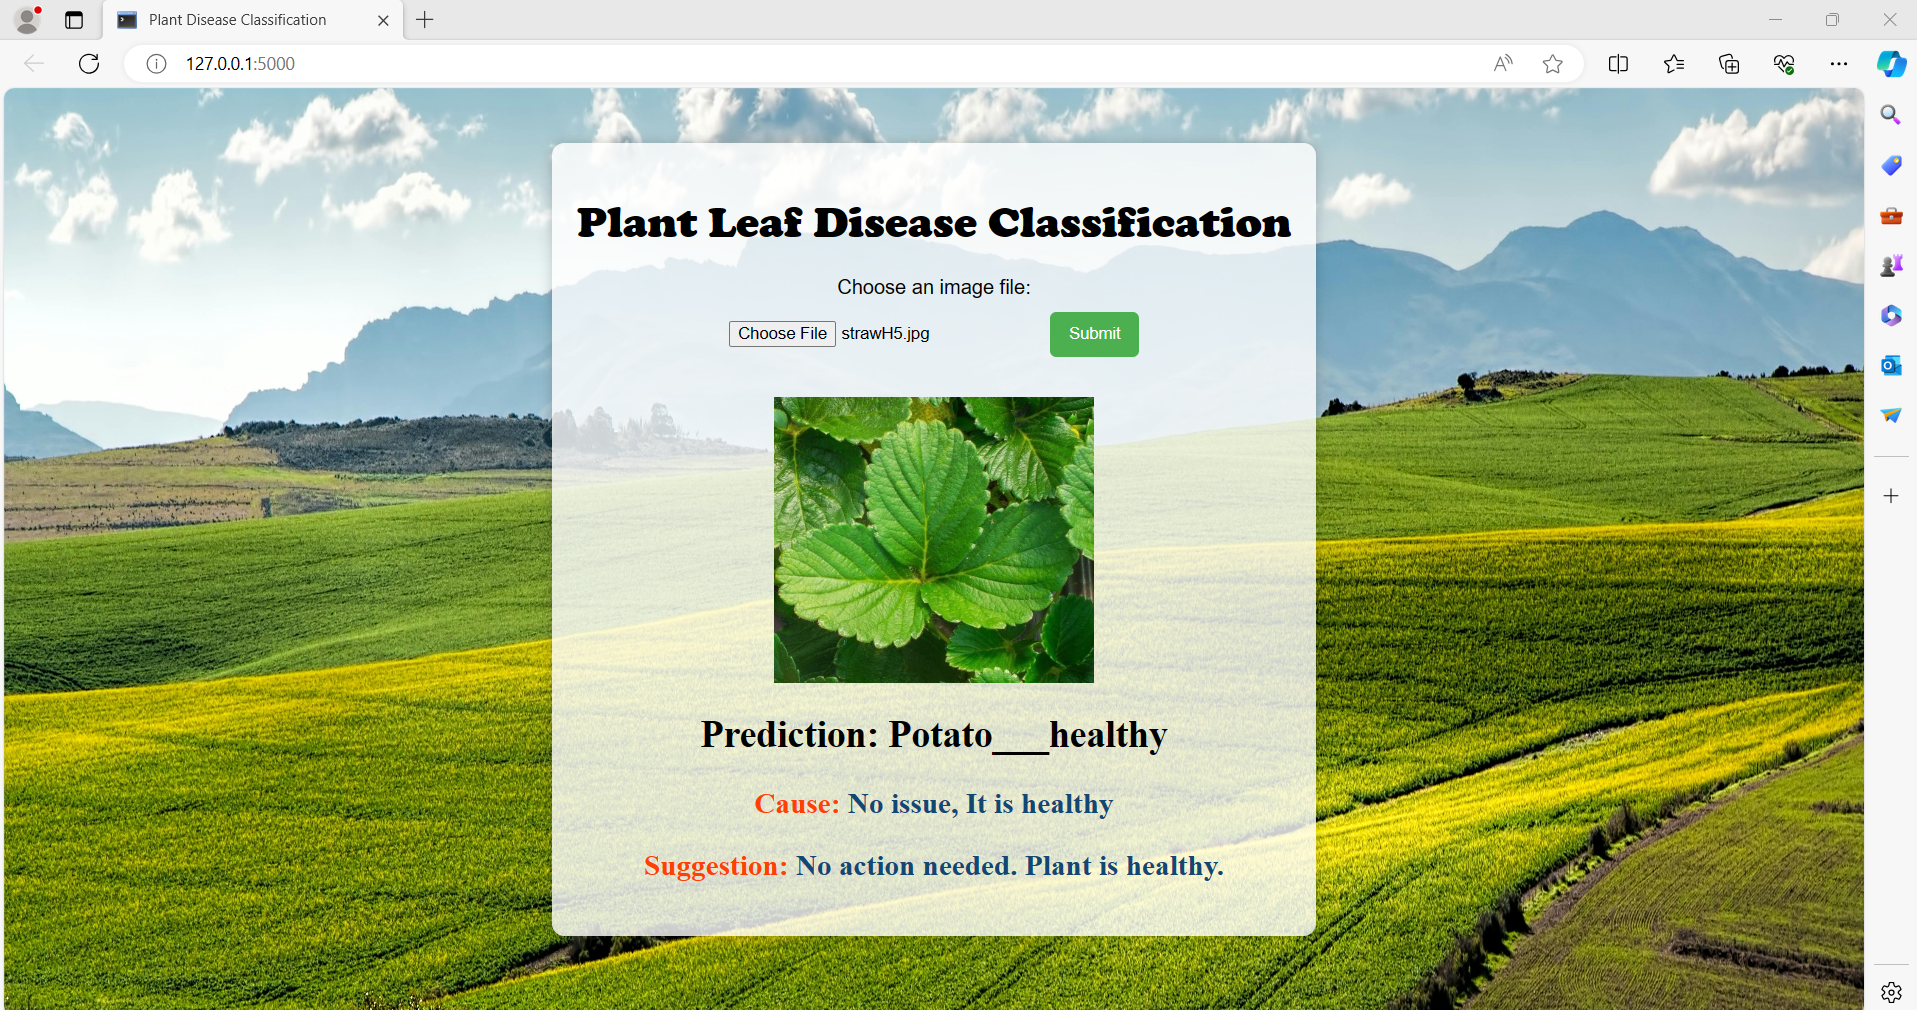 Plant Disease Classification
127.0.0.1:5000
Plant Leaf Disease Classification
Choose an image file:
Choose File strawH5.jpg Submit
Prediction: Potato___healthy
Cause: No issue, It is healthy
Suggestion: No action needed. Plant is healthy.